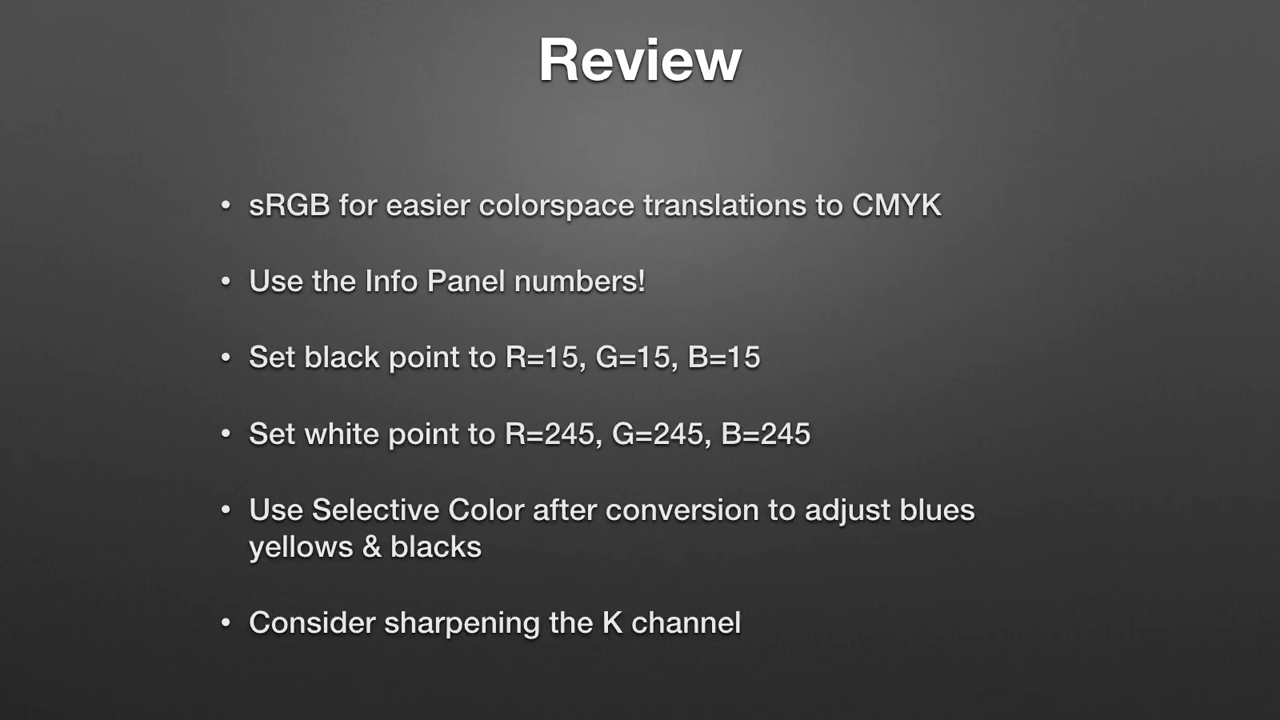 Review
• sRGB for easier colorspace translations to CMYK
• Use the Info Panel numbers!
• Set black point to R=15, G=15, B=15
• Set white point to R=245, G=245, B=245
• Use Selective Color after conversion to adjust blues
yellows & blacks
• Consider sharpening the K channel